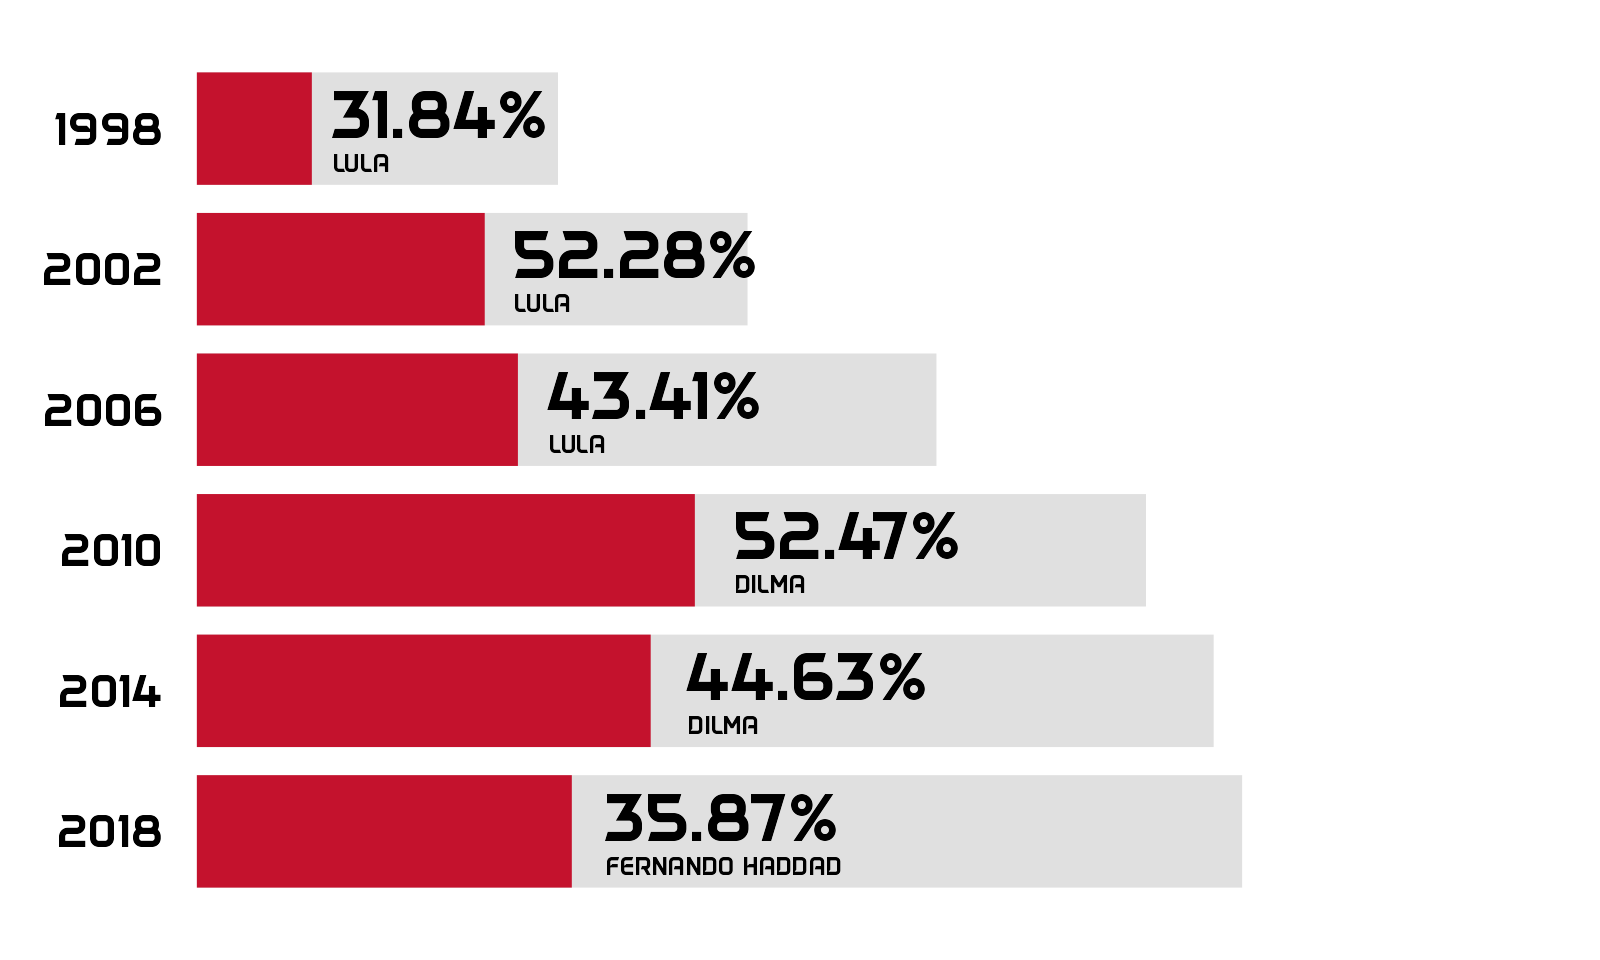 1998
31.84%
LULA
2002
52.28%
LULA
2006
43.41%
LULA
2010
52.47%
DILMA
2014
44.63%
DILMA
2018
35.87%
FERNANDO HADDAD